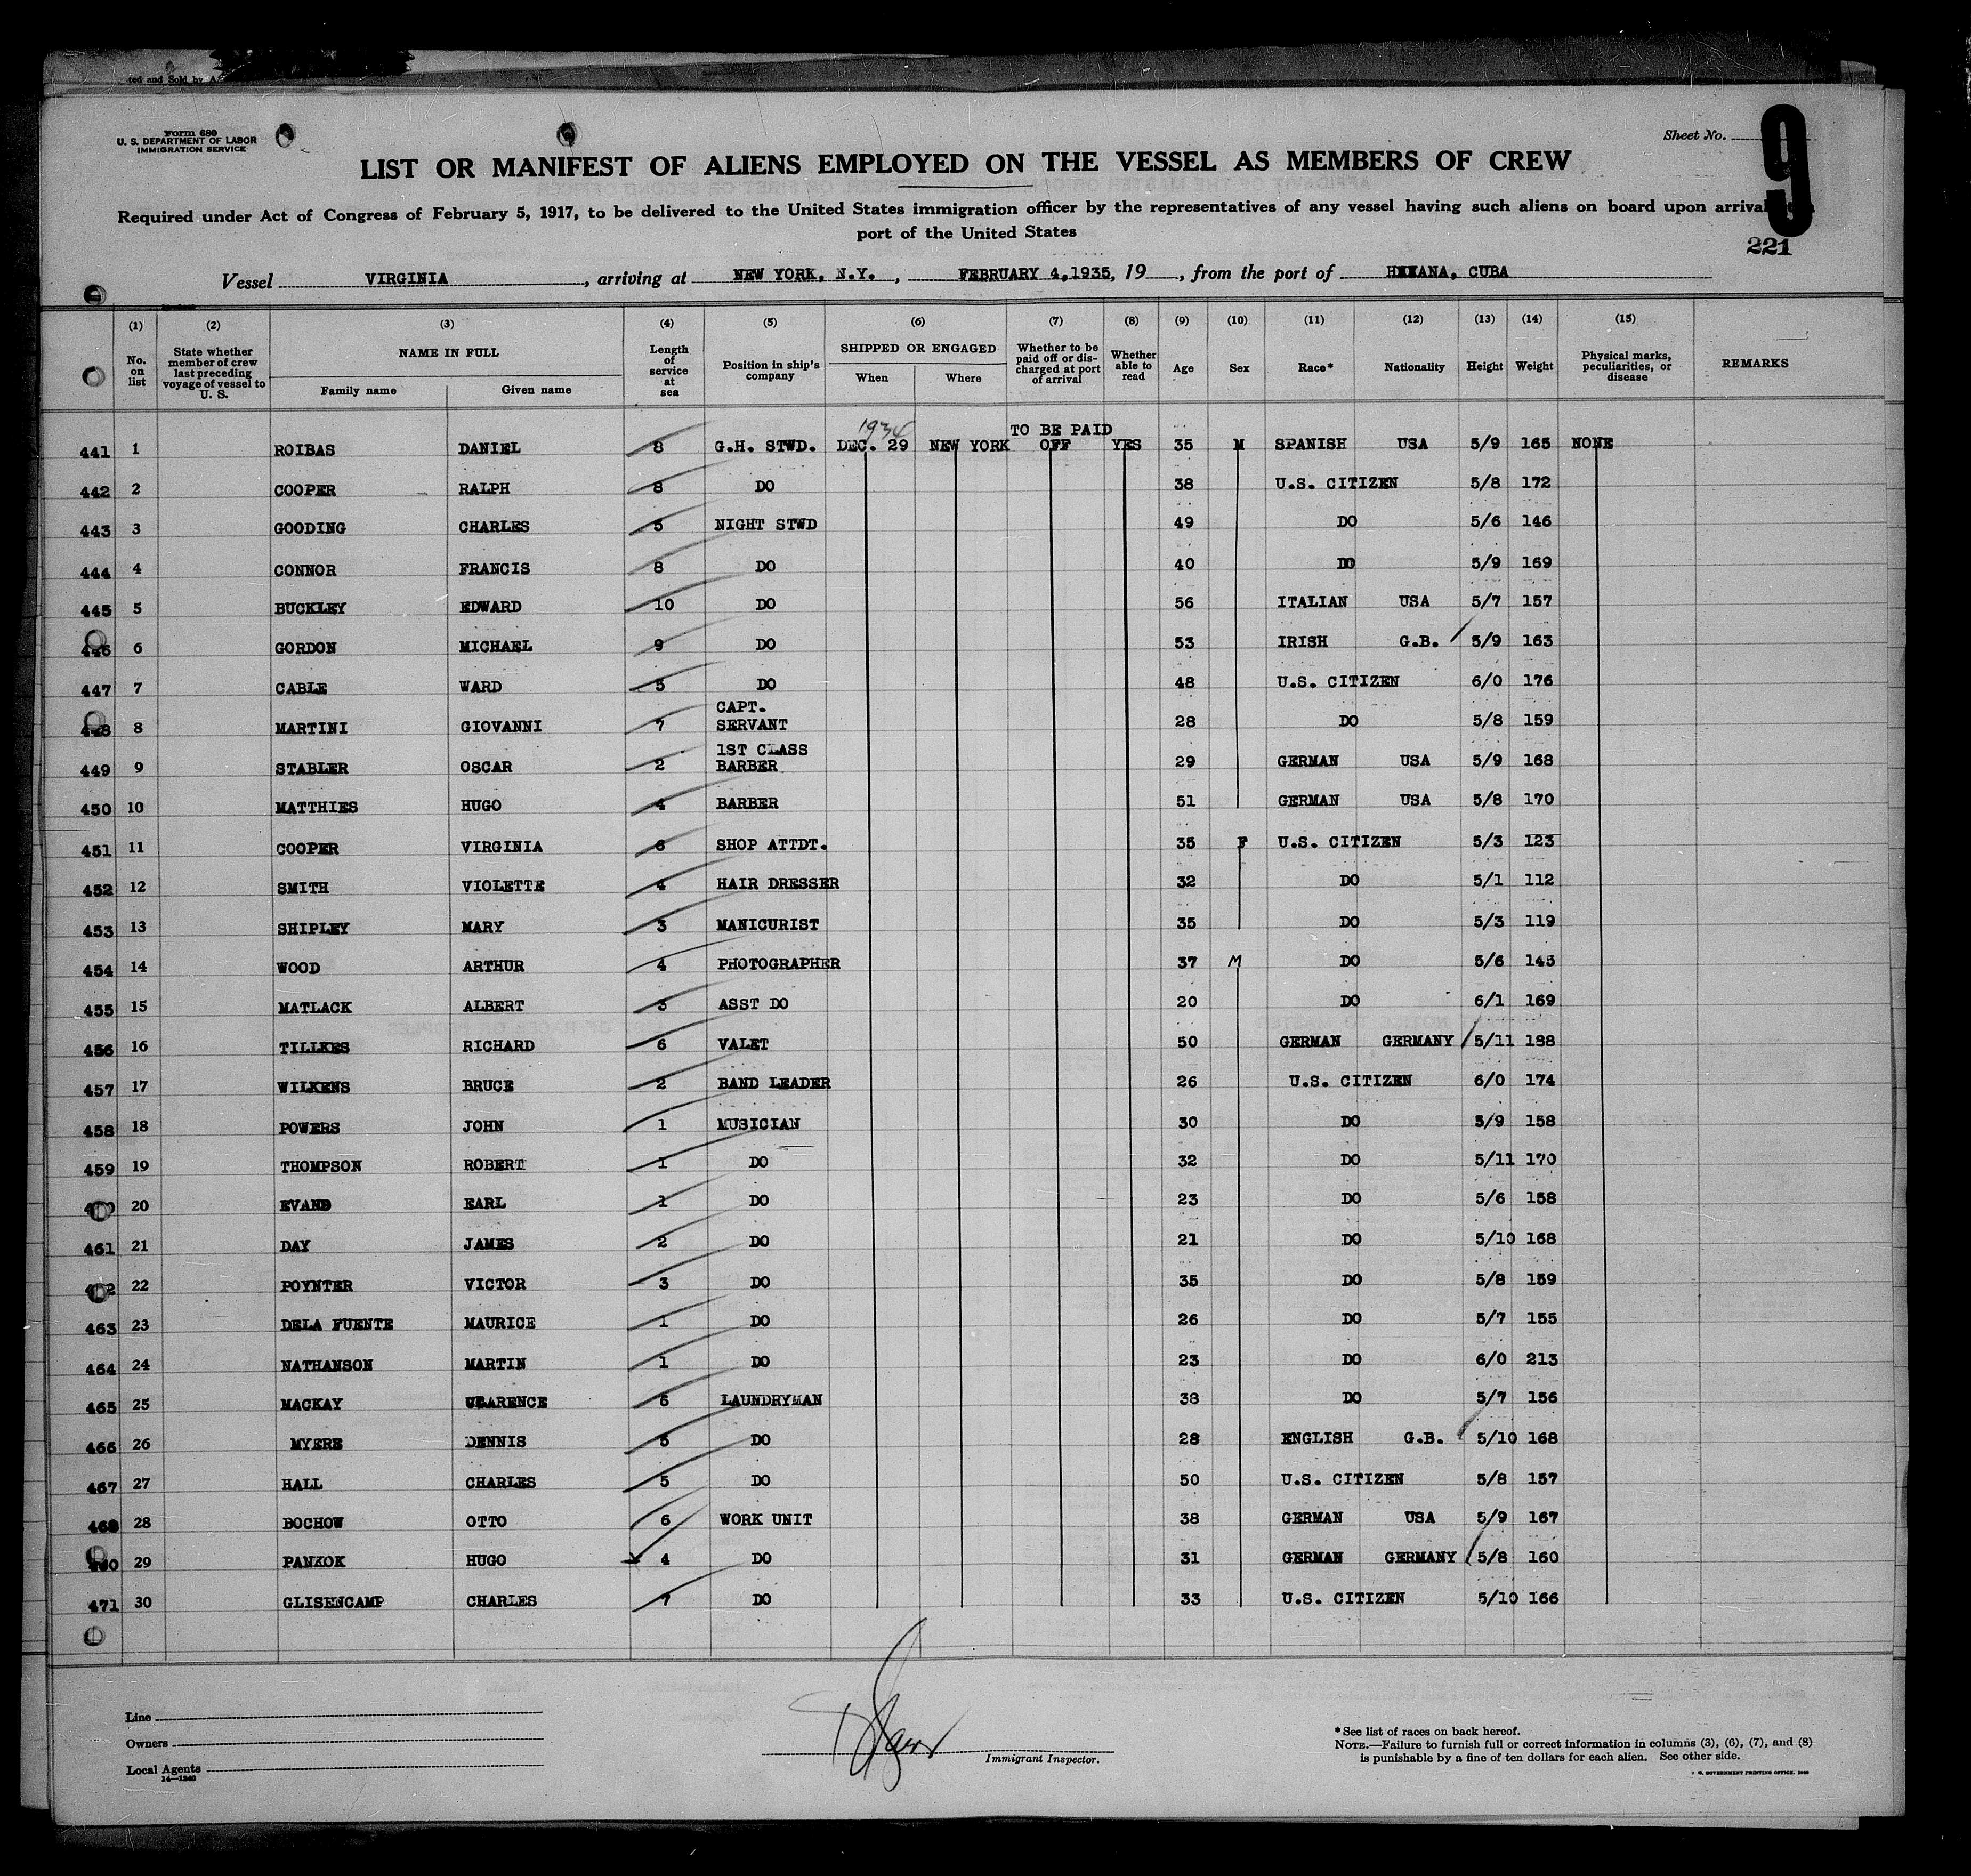 ted and Sold by A
Form 680
U. S. DEPARTMENT OF LABOR
IMMIGRATION SERVICE
Sheet No.
9
221
LIST OR MANIFEST OF ALIENS EMPLOYED ON THE VESSEL AS MEMBERS OF CREW
Required under Act of Congress of February 5, 1917, to be delivered to the United States immigration officer by the representatives of any vessel having such aliens on board upon arrival
port of the United States
Vessel VIRGINIA, arriving at NEW YORK, N.Y., FEBRUARY 4,1935, 19 , from the port of CUBA
(1) (2) (3) (4) (5) (6) (7) (8) (9) (10) (11) (12) (13) (14) (15)
No. on list
State whether member of crew last preceding voyage of vessel to U. S.
NAME IN FULL
Family name Given name
Length of service at sea
Position in ship's company
SHIPPED OR ENGAGED
When Where
Whether to be paid off or discharged at port of arrival
Whether able to read
Age Sex Race* Nationality Height Weight
Physical marks, peculiarities, or disease
REMARKS
1934 TO BE PAID
441 1 ROIBAS DANIEL 8 G.H. STWD. DEC. 29 NEW YORK OFF YES 35 M SPANISH USA 5/9 165 NONE
442 2 COOPER RALPH 8 DO 38 U.S. CITIZEN 5/8 172
443 3 GOODING CHARLES 5 NIGHT STWD 49 DO 5/6 146
444 4 CONNOR FRANCIS 8 DO 40 DO 5/9 169
445 5 BUCKLEY EDWARD 10 DO 56 ITALIAN USA 5/7 157
446 6 GORDON MICHAEL 9 DO 53 IRISH G.B. 5/9 163
447 7 CABLE WARD 5 DO 48 U.S. CITIZEN 6/0 176
CAPT.
448 8 MARTINI GIOVANNI 7 SERVANT 28 DO 5/8 159
1ST CLASS
449 9 STABLER OSCAR 2 BARBER 29 GERMAN USA 5/9 168
450 10 MATTHIES HUGO 4 BARBER 51 GERMAN USA 5/8 170
451 11 COOPER VIRGINIA 6 SHOP ATTDT. 35 F U.S. CITIZEN 5/3 123
452 12 SMITH VIOLETTE 4 HAIR DRESSER 32 DO 5/1 112
453 13 SHIPLEY MARY 3 MANICURIST 35 DO 5/3 119
454 14 WOOD ARTHUR 4 PHOTOGRAPHER 37 M DO 5/6 145
455 15 MATLACK ALBERT 3 ASST DO 20 DO 6/1 169
456 16 TILLKES RICHARD 6 VALET 50 GERMAN GERMANY 5/11 188
457 17 WILKENS BRUCE 2 BAND LEADER 26 U.S. CITIZEN 6/0 174
458 18 POWERS JOHN 1 MUSICIAN 30 DO 5/9 158
459 19 THOMPSON ROBERT 1 DO 32 DO 5/11 170
20 EVANS EARL 1 DO 23 DO 5/6 158
461 21 DAY JAMES 2 DO 21 DO 5/10 168
22 POYNTER VICTOR 3 DO 35 DO 5/8 159
463 23 DELA FUENTE MAURICE 1 DO 26 DO 5/7 155
464 24 NATHANSON MARTIN 1 DO 23 DO 6/0 213
465 25 MACKAY CLARENCE 6 LAUNDRYMAN 38 DO 5/7 156
466 26 MYERS DENNIS 5 DO 28 ENGLISH G.B. 5/10 168
467 27 HALL CHARLES 5 DO 50 U.S. CITIZEN 5/8 157
28 BOCHOW OTTO 6 WORK UNIT 38 GERMAN USA 5/9 167
29 PANKOK HUGO 4 DO 31 GERMAN GERMANY 5/8 160
471 30 GLISENCAMP CHARLES 7 DO 33 U.S. CITIZEN 5/10 166
Line
Owners
Local Agents
14—1240
Immigrant Inspector.
* See list of races on back hereof.
NOTE.—Failure to furnish full or correct information in columns (3), (6), (7), and (8)
is punishable by a fine of ten dollars for each alien. See other side.
GOVERNMENT PRINTING OFFICE